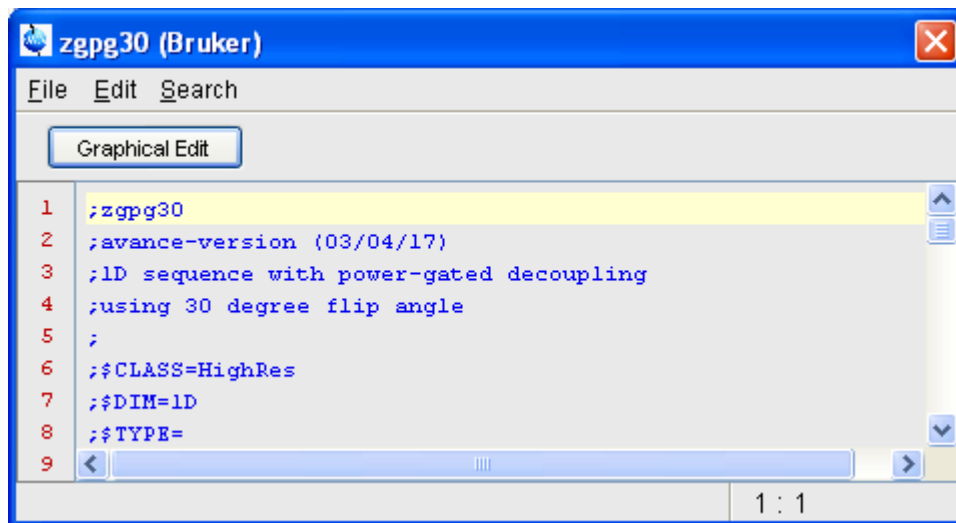 zgpg30 (Bruker)
File Edit Search
Graphical Edit
1 ;zgpg30
2 ;avance-version (03/04/17)
3 ;1D sequence with power-gated decoupling
4 ;using 30 degree flip angle
5 ;
6 ;$CLASS=HighRes
7 ;$DIM=1D
8 ;$TYPE=
9
1 : 1